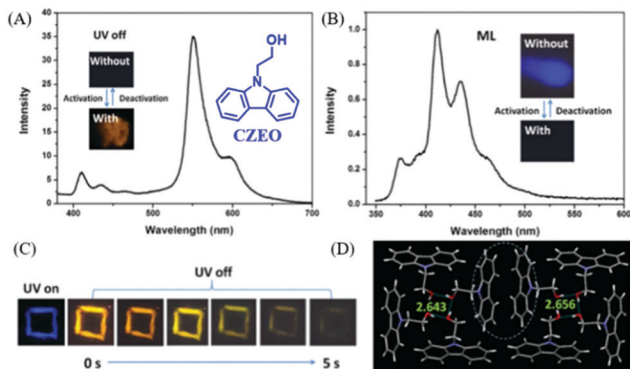 (A)
UV off
Without
Activation
Deactivation
With
OH
N
CZEO
Intensity
40
35
30
25
20
15
10
5
0
400
500
600
700
Wavelength (nm)
(B)
ML
Without
Activation
Deactivation
With
Intensity
1.0
0.8
0.6
0.4
0.2
0.0
350
400
450
500
550
600
Wavelength (nm)
(C)
UV off
UV on
0 s
5 s
(D)
2.643
2.656